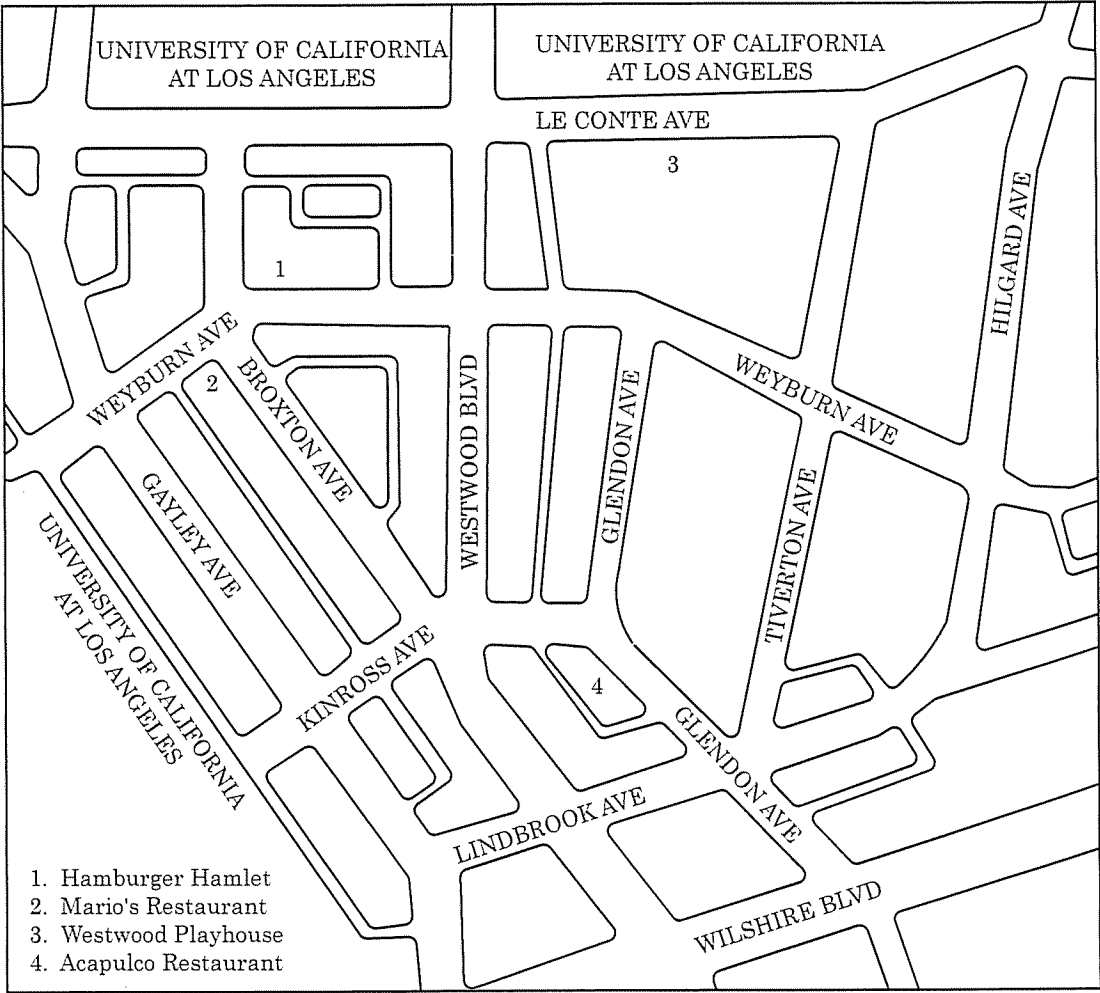 UNIVERSITY OF CALIFORNIA
AT LOS ANGELES
UNIVERSITY OF CALIFORNIA
AT LOS ANGELES
LE CONTE AVE
3
HILGARD AVE
1
WEYBURN AVE
2
BROXTON AVE
WESTWOOD BLVD
GLENDON AVE
WEYBURN AVE
GAYLEY AVE
TIVERTON AVE
UNIVERSITY OF CALIFORNIA
AT LOS ANGELES
KINROSS AVE
4
GLENDON AVE
LINDBROOK AVE
WILSHIRE BLVD
1. Hamburger Hamlet
2. Mario's Restaurant
3. Westwood Playhouse
4. Acapulco Restaurant